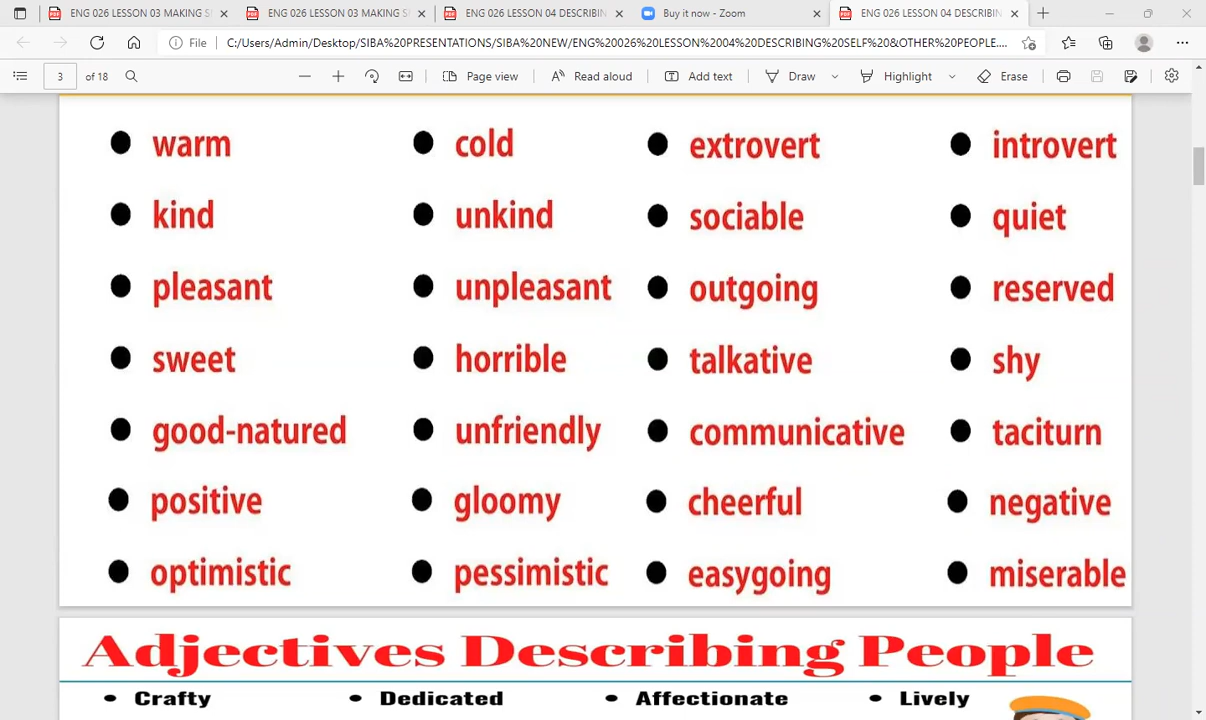 ENG 026 LESSON 03 MAKING S
ENG 026 LESSON 03 MAKING S
ENG 026 LESSON 04 DESCRIBIN
Buy it now - Zoom
ENG 026 LESSON 04 DESCRIBIN
File C:/Users/Admin/Desktop/SIBA%20PRESENTATIONS/SIBA%20NEW/ENG%20026%20LESSON%2004%20DESCRIBING%20SELF%20&OTHER%20PEOPLE....
3 of 18 Page view Read aloud Add text Draw Highlight Erase
warm cold extrovert introvert
kind unkind sociable quiet
pleasant unpleasant outgoing reserved
sweet horrible talkative shy
good-natured unfriendly communicative taciturn
positive gloomy cheerful negative
optimistic pessimistic easygoing miserable
Adjectives Describing People
Crafty Dedicated Affectionate Lively